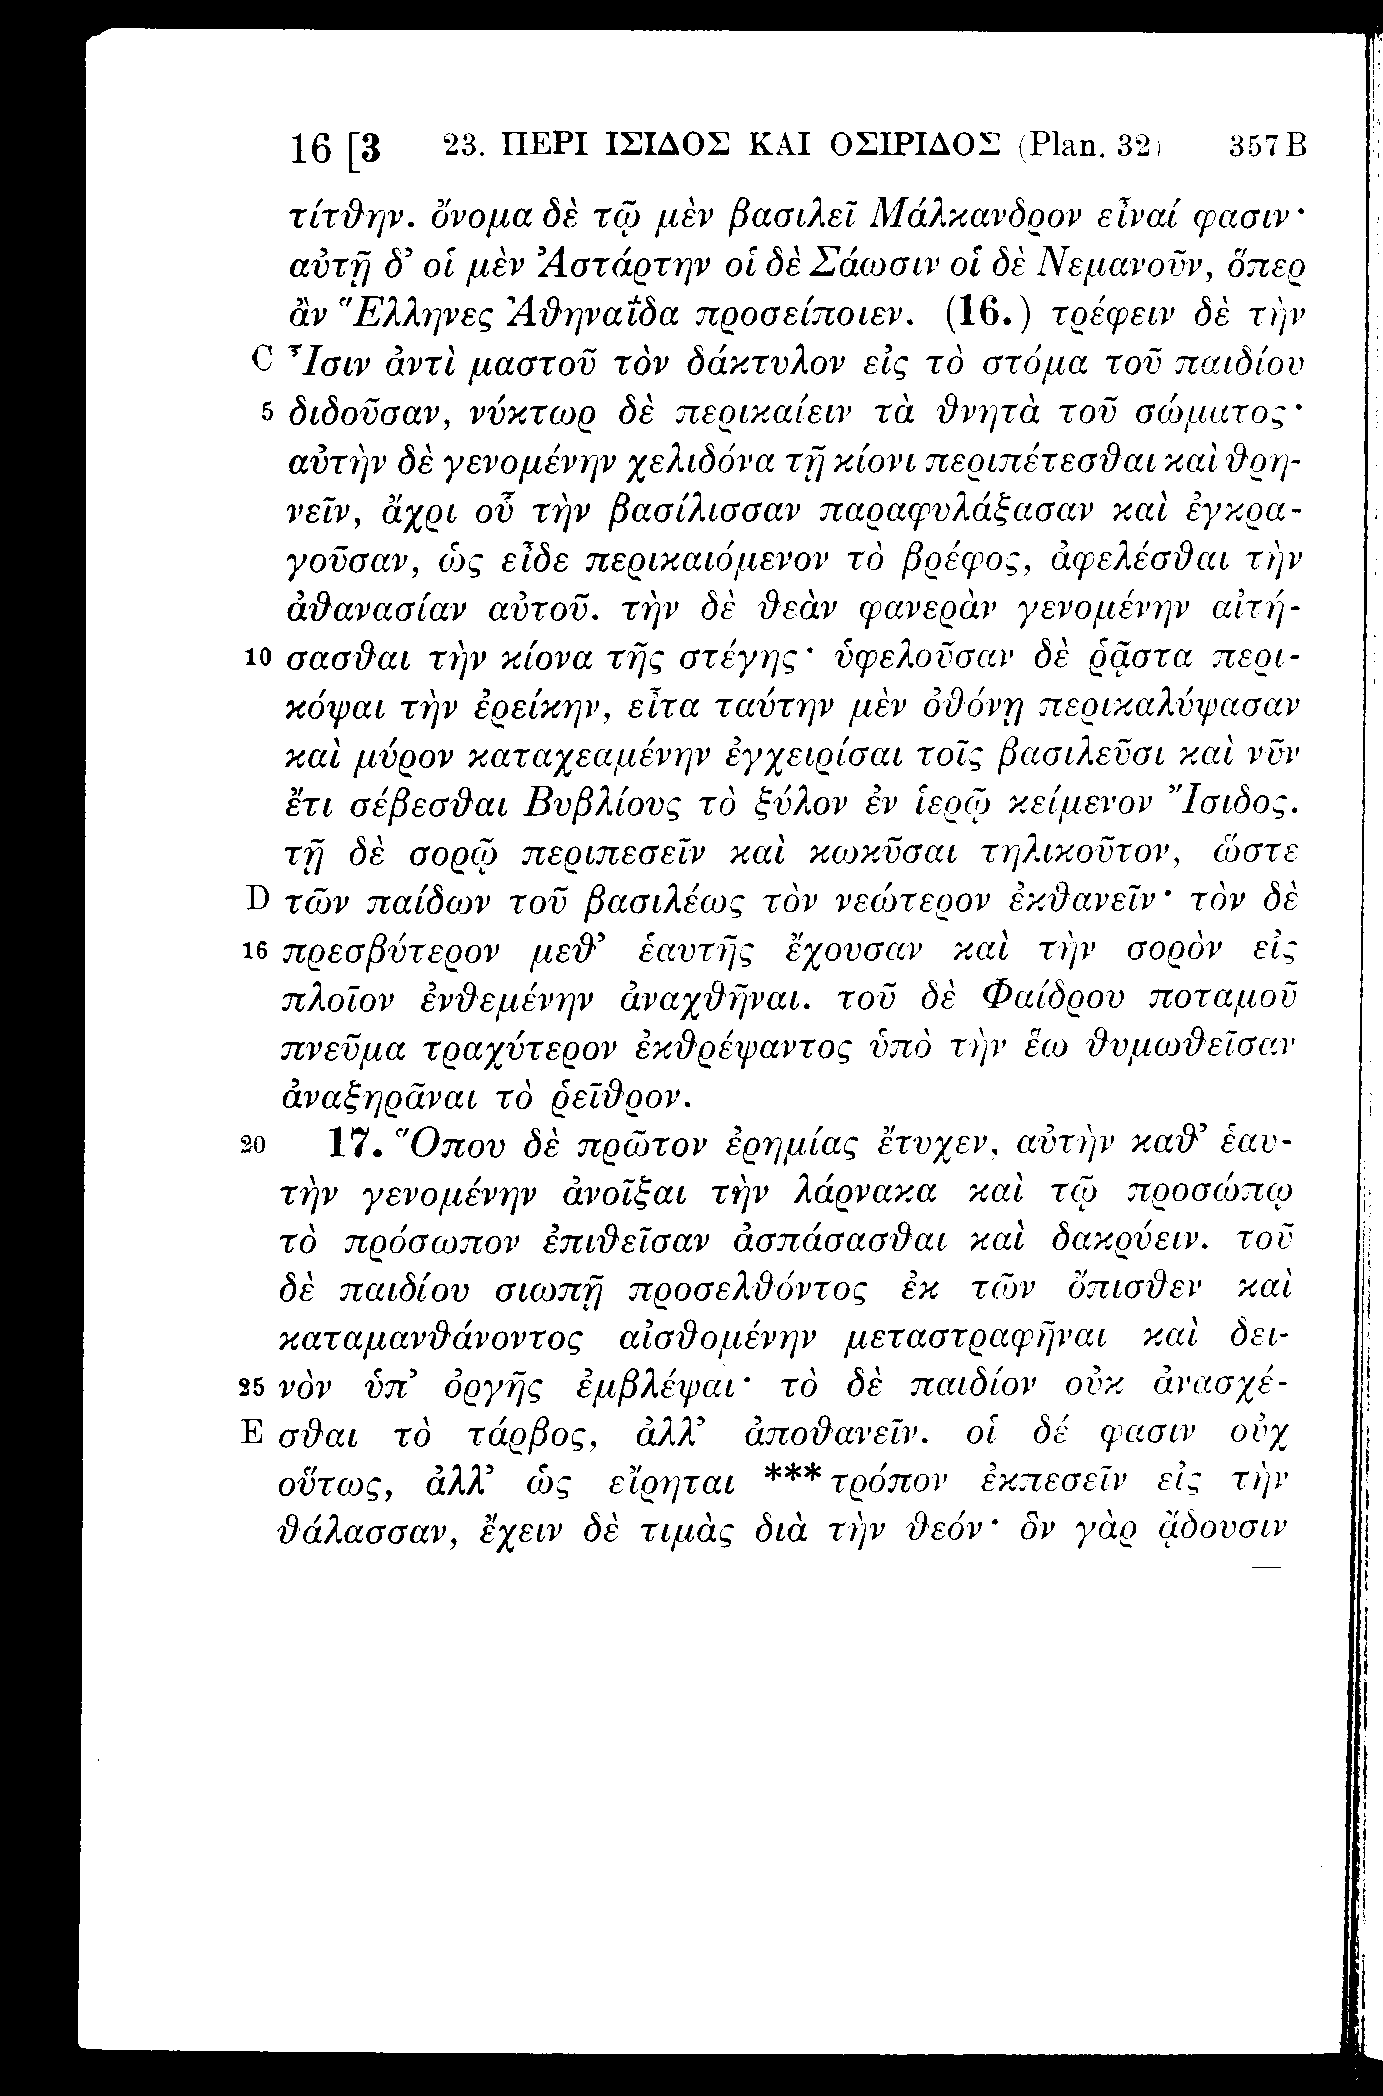 16 [3 23. ΠΕΡΙ ΙΣΙΔΟΣ ΚΑΙ ΟΣΙΡΙΔΟΣ (Plan. 32) 357 B
τίτθην. ὄνομα δὲ τῷ μὲν βασιλεῖ Μάλκανδρον εἶναί φασιν·
αὐτῇ δ’ οἱ μὲν Ἀστάρτην οἱ δὲ Σάωσιν οἱ δὲ Νεμανοῦν, ὅπερ
ἂν Ἕλληνες Ἀθηναΐδα προσείποιεν. (16.) τρέφειν δὲ τὴν
C Ἶσιν ἀντὶ μαστοῦ τὸν δάκτυλον εἰς τὸ στόμα τοῦ παιδίου
5 διδοῦσαν, νύκτωρ δὲ περικαίειν τὰ θνητὰ τοῦ σώματος·
αὐτὴν δὲ γενομένην χελιδόνα τῇ κίονι περιπέτεσθαι καὶ θρη-
νεῖν, ἄχρι οὗ τὴν βασίλισσαν παραφυλάξασαν καὶ ἐγκρα-
γοῦσαν, ὡς εἶδε περικαιόμενον τὸ βρέφος, ἀφελέσθαι τὴν
ἀθανασίαν αὐτοῦ. τὴν δὲ θεὰν φανερὰν γενομένην αἰτή-
10 σασθαι τὴν κίονα τῆς στέγης· ὑφελοῦσαν δὲ ῥᾷστα περι-
κόψαι τὴν ἐρείκην, εἶτα ταύτην μὲν ὀθόνῃ περικαλύψασαν
καὶ μύρον καταχεαμένην ἐγχειρίσαι τοῖς βασιλεῦσι καὶ νῦν
ἔτι σέβεσθαι Βυβλίους τὸ ξύλον ἐν ἱερῷ κείμενον Ἴσιδος.
τῇ δὲ σορῷ περιπεσεῖν καὶ κωκῦσαι τηλικοῦτον, ὥστε
D τῶν παίδων τοῦ βασιλέως τὸν νεώτερον ἐκθανεῖν· τὸν δὲ
16 πρεσβύτερον μεθ’ ἑαυτῆς ἔχουσαν καὶ τὴν σορὸν εἰς
πλοῖον ἐνθεμένην ἀναχθῆναι. τοῦ δὲ Φαίδρου ποταμοῦ
πνεῦμα τραχύτερον ἐκθρέψαντος ὑπὸ τὴν ἕω θυμωθεῖσαν
ἀναξηρᾶναι τὸ ῥεῖθρον.
20 17. Ὅπου δὲ πρῶτον ἐρημίας ἔτυχεν, αὐτὴν καθ’ ἑαυ-
τὴν γενομένην ἀνοῖξαι τὴν λάρνακα καὶ τῷ προσώπῳ
τὸ πρόσωπον ἐπιθεῖσαν ἀσπάσασθαι καὶ δακρύειν. τοῦ
δὲ παιδίου σιωπῇ προσελθόντος ἐκ τῶν ὄπισθεν καὶ
καταμανθάνοντος αἰσθομένην μεταστραφῆναι καὶ δει-
25 νὸν ὑπ’ ὀργῆς ἐμβλέψαι· τὸ δὲ παιδίον οὐκ ἀνασχέ-
E σθαι τὸ τάρβος, ἀλλ’ ἀποθανεῖν. οἱ δέ φασιν οὐχ
οὕτως, ἀλλ’ ὡς εἴρηται *** τρόπον ἐκπεσεῖν εἰς τὴν
θάλασσαν, ἔχειν δὲ τιμὰς διὰ τὴν θεόν· ὃν γὰρ ᾄδουσιν